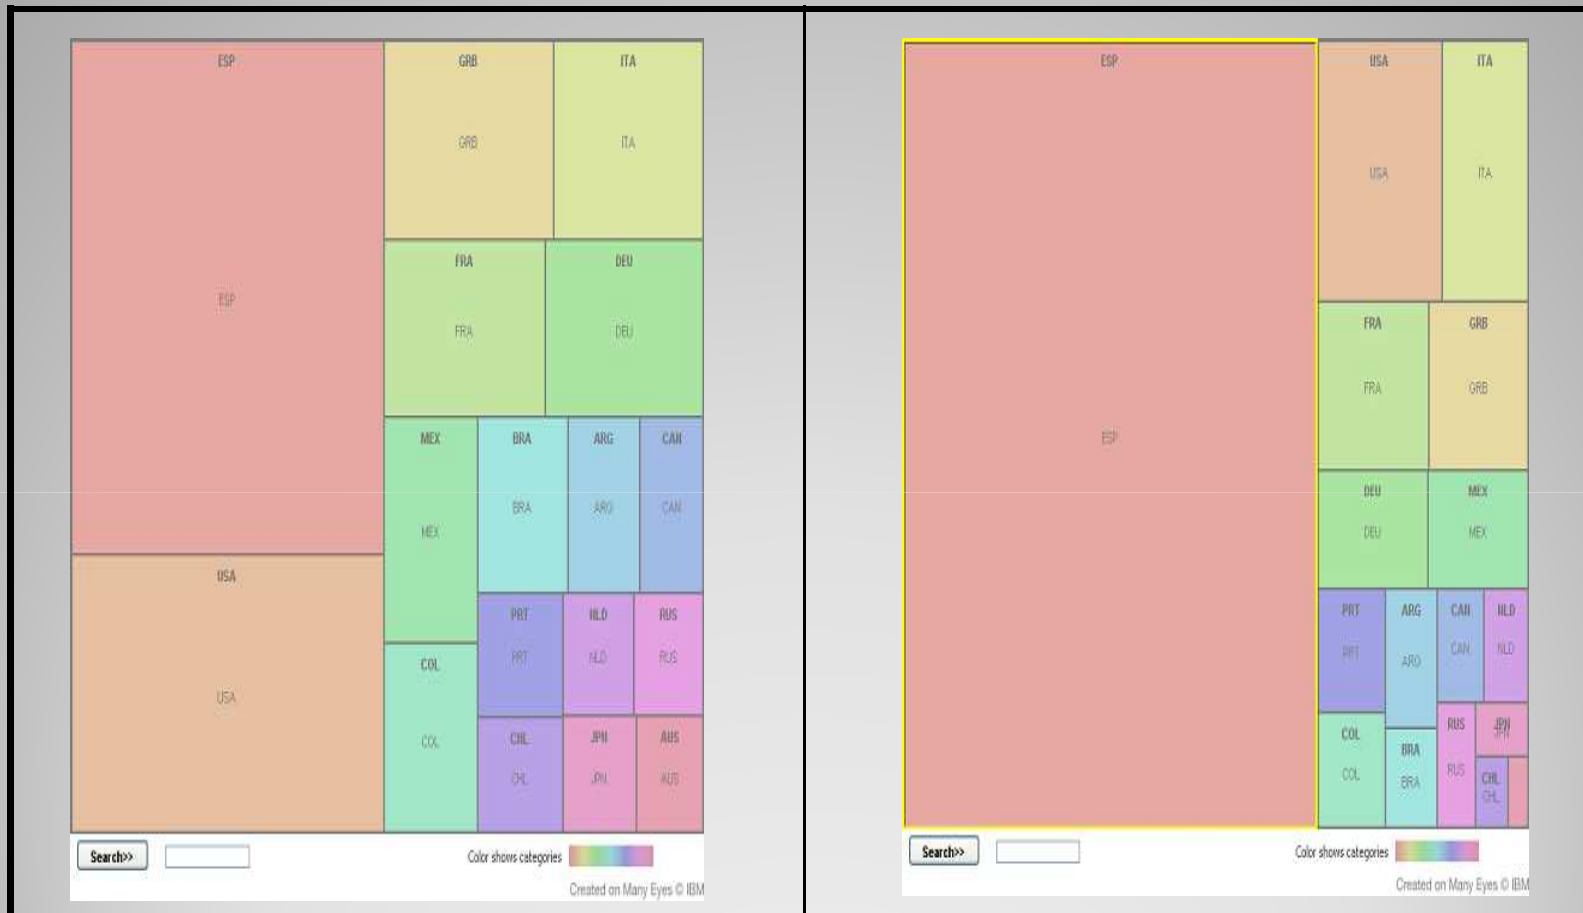 ESP GRB ITA
GRB ITA
FRA DEU
ESP
FRA DEU
MEX BRA ARG CAN
BRA ARG CAN
MEX
USA
PRT NLD RUS
PRT NLD RUS
COL
USA
CHL JPN AUS
COL
CHL JPN AUS
Search>>
Color shows categories
Created on Many Eyes © IBM
ESP USA ITA
USA ITA
FRA GRB
FRA GRB
ESP
DEU MEX
DEU MEX
PRT ARG CAN NLD
PRT CAN NLD
ARG
RUS JPN
JPN
COL
BRA
RUS
COL
CHL
BRA
CHL
Search>>
Color shows categories
Created on Many Eyes © IBM